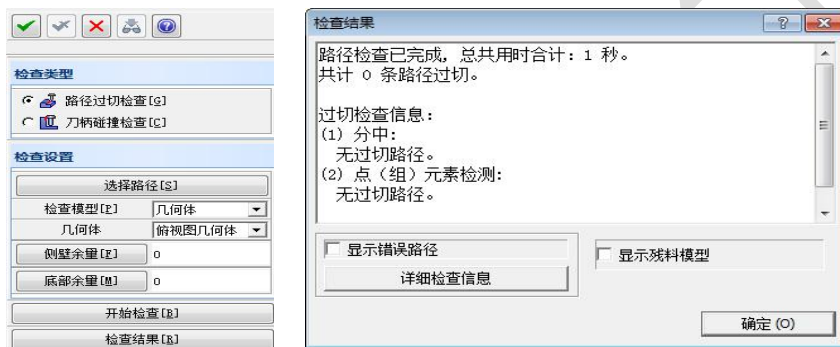 检查类型
路径过切检查[G]
刀柄碰撞检查[C]
检查设置
选择路径[S]
检查模型[P] 几何体
几何体 俯视图几何体
侧壁余量[F] 0
底部余量[M] 0
开始检查[B]
检查结果[R]
检查结果
路径检查已完成, 总共用时合计: 1 秒。
共计 0 条路径过切。
过切检查信息:
(1) 分中:
无过切路径。
(2) 点（组）元素检测:
无过切路径。
显示错误路径
详细检查信息
显示残料模型
确定(O)